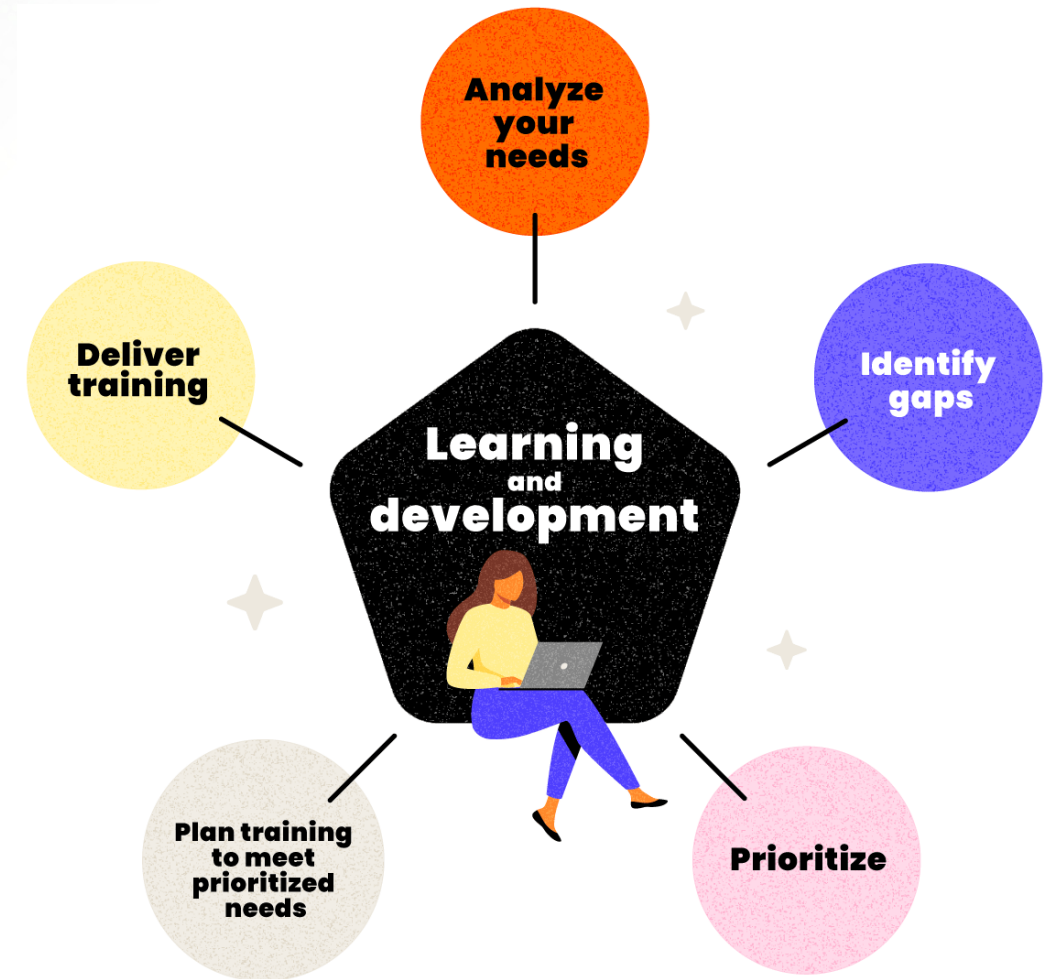 Analyze
your
needs
Identify
gaps
Prioritize
Plan training
to meet
prioritized
needs
Deliver
training
Learning
and
development